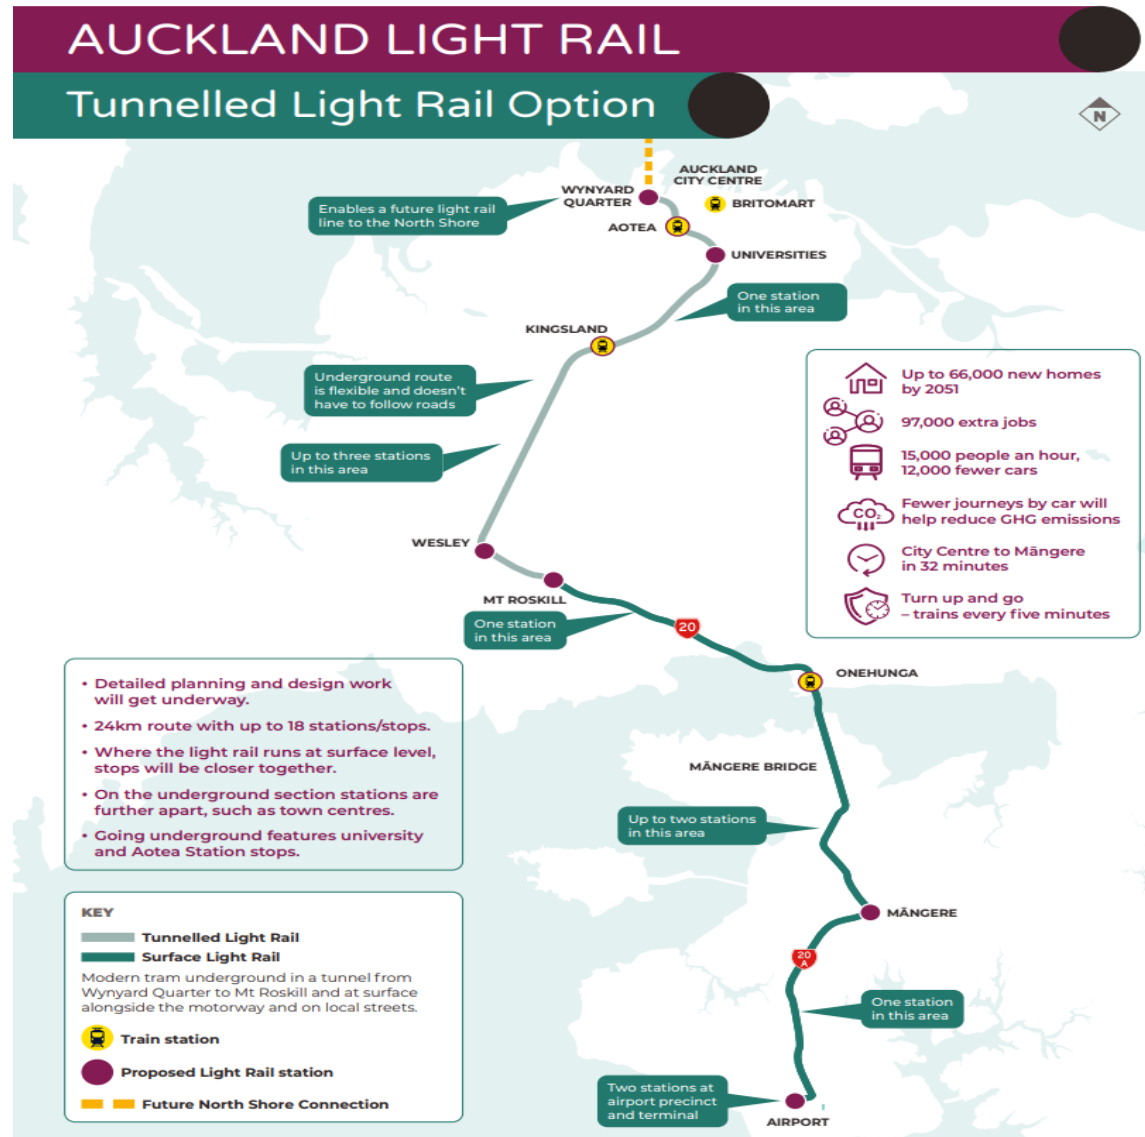 AUCKLAND LIGHT RAIL
Tunnelled Light Rail Option
N
AUCKLAND
CITY CENTRE
WYNYARD
QUARTER
BRITOMART
Enables a future light rail
line to the North Shore
AOTEA
UNIVERSITIES
One station
in this area
KINGSLAND
Underground route
is flexible and doesn't
have to follow roads
Up to three stations
in this area
Up to 66,000 new homes
by 2051
97,000 extra jobs
15,000 people an hour,
12,000 fewer cars
CO₂
Fewer journeys by car will
help reduce GHG emissions
City Centre to Māngere
in 32 minutes
Turn up and go
– trains every five minutes
WESLEY
MT ROSKILL
One station
in this area
20
ONEHUNGA
• Detailed planning and design work
will get underway.
• 24km route with up to 18 stations/stops.
• Where the light rail runs at surface level,
stops will be closer together.
• On the underground section stations are
further apart, such as town centres.
• Going underground features university
and Aotea Station stops.
MĀNGERE BRIDGE
Up to two stations
in this area
MĀNGERE
20
A
One station
in this area
Two stations at
airport precinct
and terminal
AIRPORT
KEY
Tunnelled Light Rail
Surface Light Rail
Modern tram underground in a tunnel from
Wynyard Quarter to Mt Roskill and at surface
alongside the motorway and on local streets.
Train station
Proposed Light Rail station
Future North Shore Connection